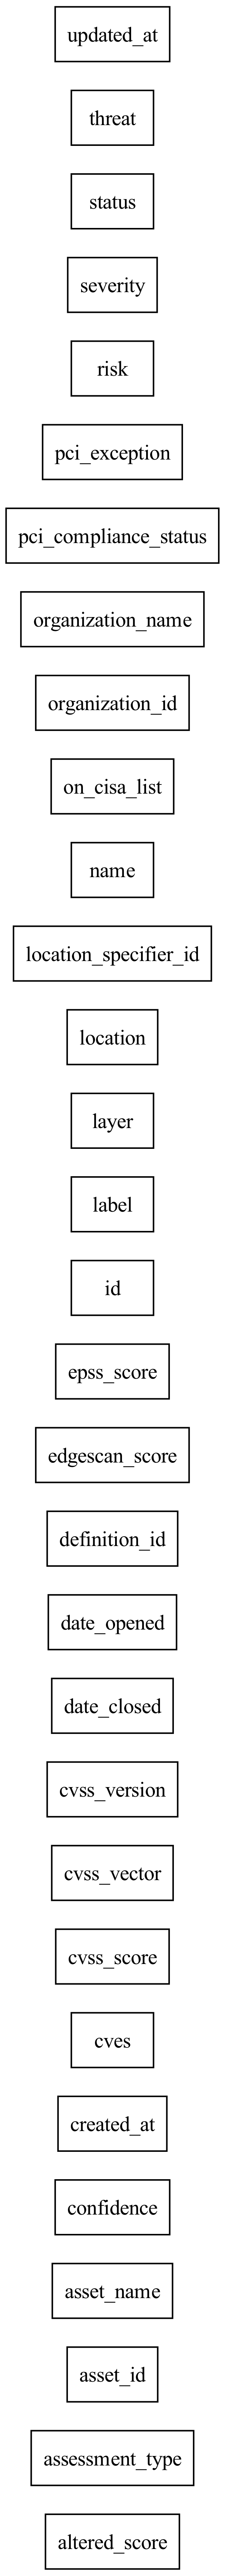 updated_at
threat
status
severity
risk
pci_exception
pci_compliance_status
organization_name
organization_id
on_cisa_list
name
location_specifier_id
location
layer
label
id
epss_score
edgescan_score
definition_id
date_opened
date_closed
cvss_version
cvss_vector
cvss_score
cves
created_at
confidence
asset_name
asset_id
assessment_type
altered_score